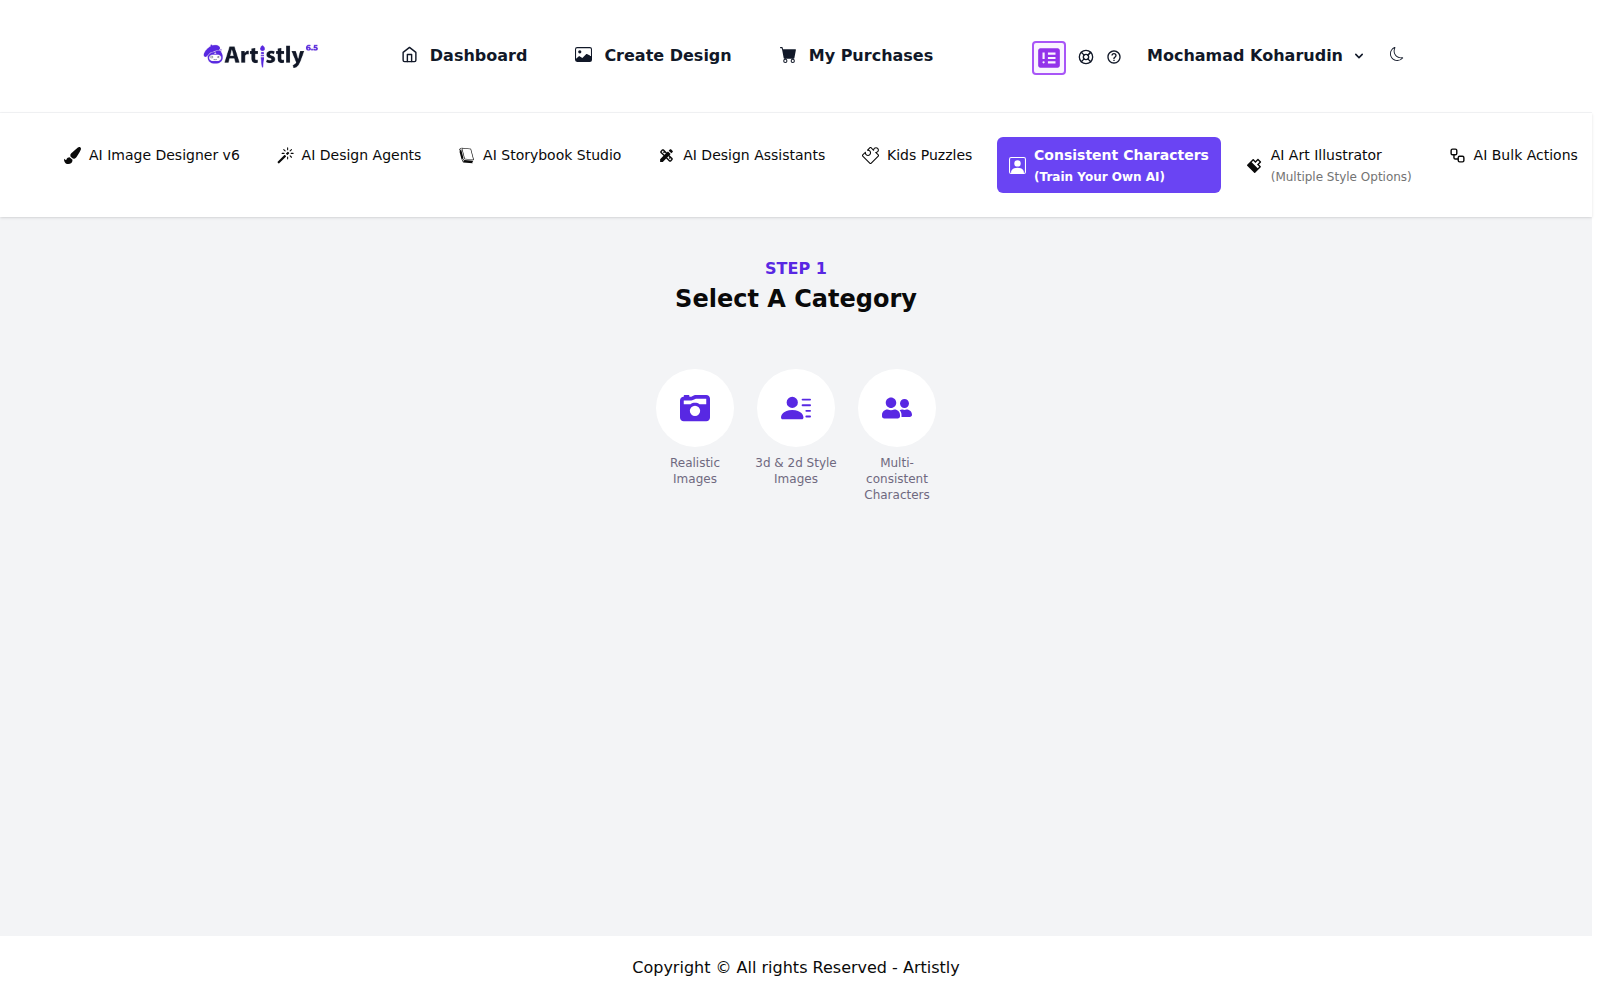 Artistly 6.5
Dashboard
Create Design
My Purchases
Mochamad Koharudin
AI Image Designer v6
AI Design Agents
AI Storybook Studio
AI Design Assistants
Kids Puzzles
Consistent Characters
(Train Your Own AI)
AI Art Illustrator
(Multiple Style Options)
AI Bulk Actions
STEP 1
Select A Category
Realistic
Images
3d & 2d Style
Images
Multi-
consistent
Characters
Copyright © All rights Reserved - Artistly